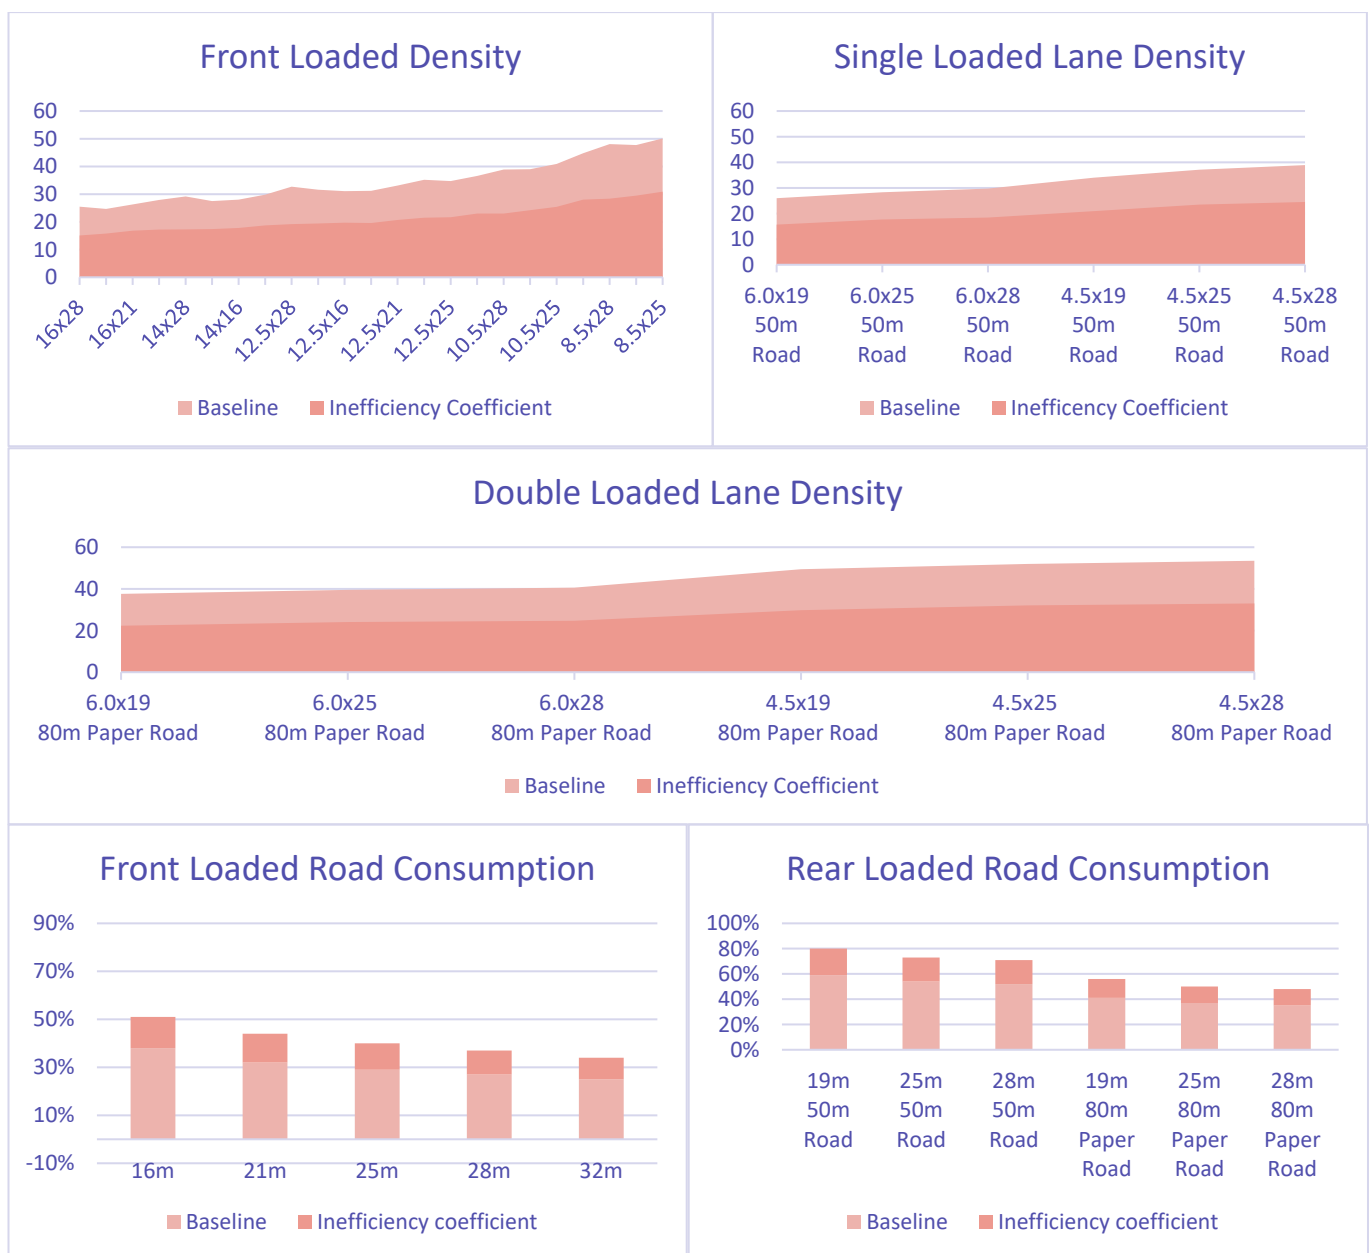 Front Loaded Density
60
50
40
30
20
10
0
16x28
16x21
14x28
14x16
12.5x28
12.5x16
12.5x21
12.5x25
10.5x28
10.5x25
8.5x28
8.5x25
Baseline Inefficiency Coefficient
Single Loaded Lane Density
60
50
40
30
20
10
0
6.0x19 6.0x25 6.0x28 4.5x19 4.5x25 4.5x28
50m 50m 50m 50m 50m 50m
Road Road Road Road Road Road
Baseline Inefficency Coefficient
Double Loaded Lane Density
60
40
20
0
6.0x19 6.0x25 6.0x28 4.5x19 4.5x25 4.5x28
80m Paper Road 80m Paper Road 80m Paper Road 80m Paper Road 80m Paper Road 80m Paper Road
Baseline Inefficiency Coefficient
Front Loaded Road Consumption
90%
70%
50%
30%
10%
-10%
16m 21m 25m 28m 32m
Baseline Inefficiency coefficient
Rear Loaded Road Consumption
100%
80%
60%
40%
20%
0%
19m 25m 28m 19m 25m 28m
50m 50m 50m 80m 80m 80m
Road Road Road Paper Paper Paper
Road Road Road
Baseline Inefficiency coefficient